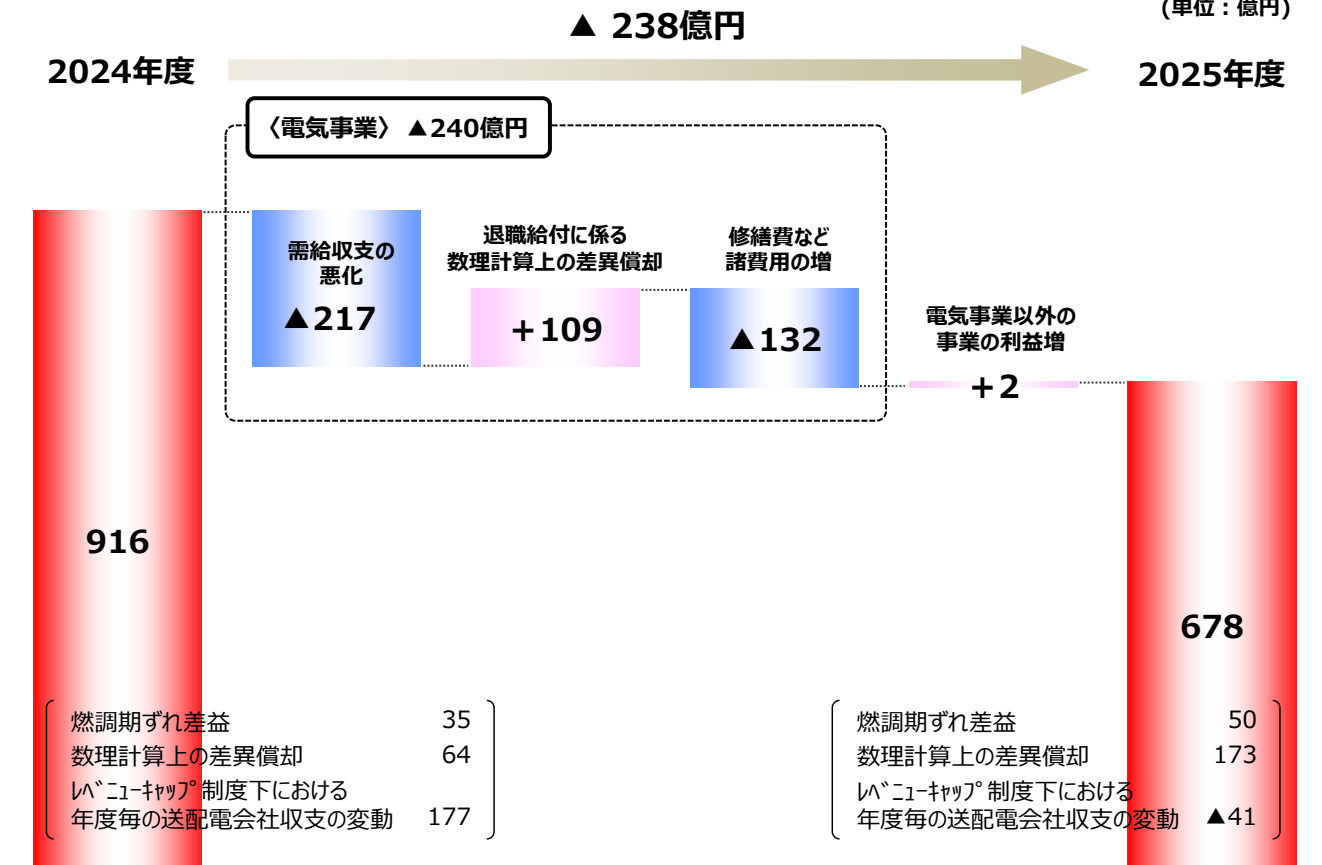 (単位：億円)
▲ 238億円
2024年度
2025年度
〈電気事業〉 ▲240億円
需給収支の
悪化
▲217
退職給付に係る
数理計算上の差異償却
＋109
修繕費など
諸費用の増
▲132
電気事業以外の
事業の利益増
＋2
916
678
燃調期ずれ差益 35
数理計算上の差異償却 64
ﾚﾍﾞﾆｭｰｷｬｯﾌﾟ制度下における
年度毎の送配電会社収支の変動 177
燃調期ずれ差益 50
数理計算上の差異償却 173
ﾚﾍﾞﾆｭｰｷｬｯﾌﾟ制度下における
年度毎の送配電会社収支の変動 ▲41